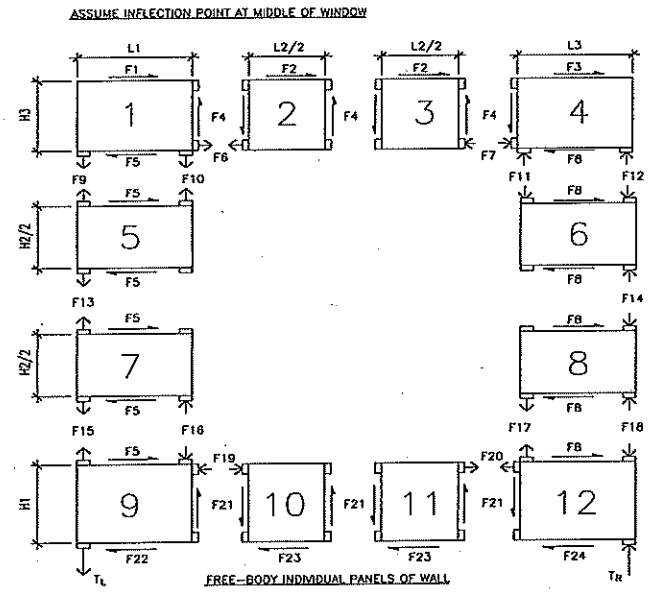 ASSUME INFLECTION POINT AT MIDDLE OF WINDOW
L1 L2/2 L2/2 L3
F1 F2 F2 F3
H3 1 F4 2 F4 3 F4 4
F6 F7
F5 F8
F9 F10 F11 F12
F5 F8
H2/2 5 6
F5 F8
F13 F14
F5 F8
H2/2 7 8
F5 F8
F15 F16 F17 F18
F5 F19 F20 F8
H1 9 F21 10 F21 11 F21 12
F22 F23 F23 F24
TL TR
FREE-BODY INDIVIDUAL PANELS OF WALL